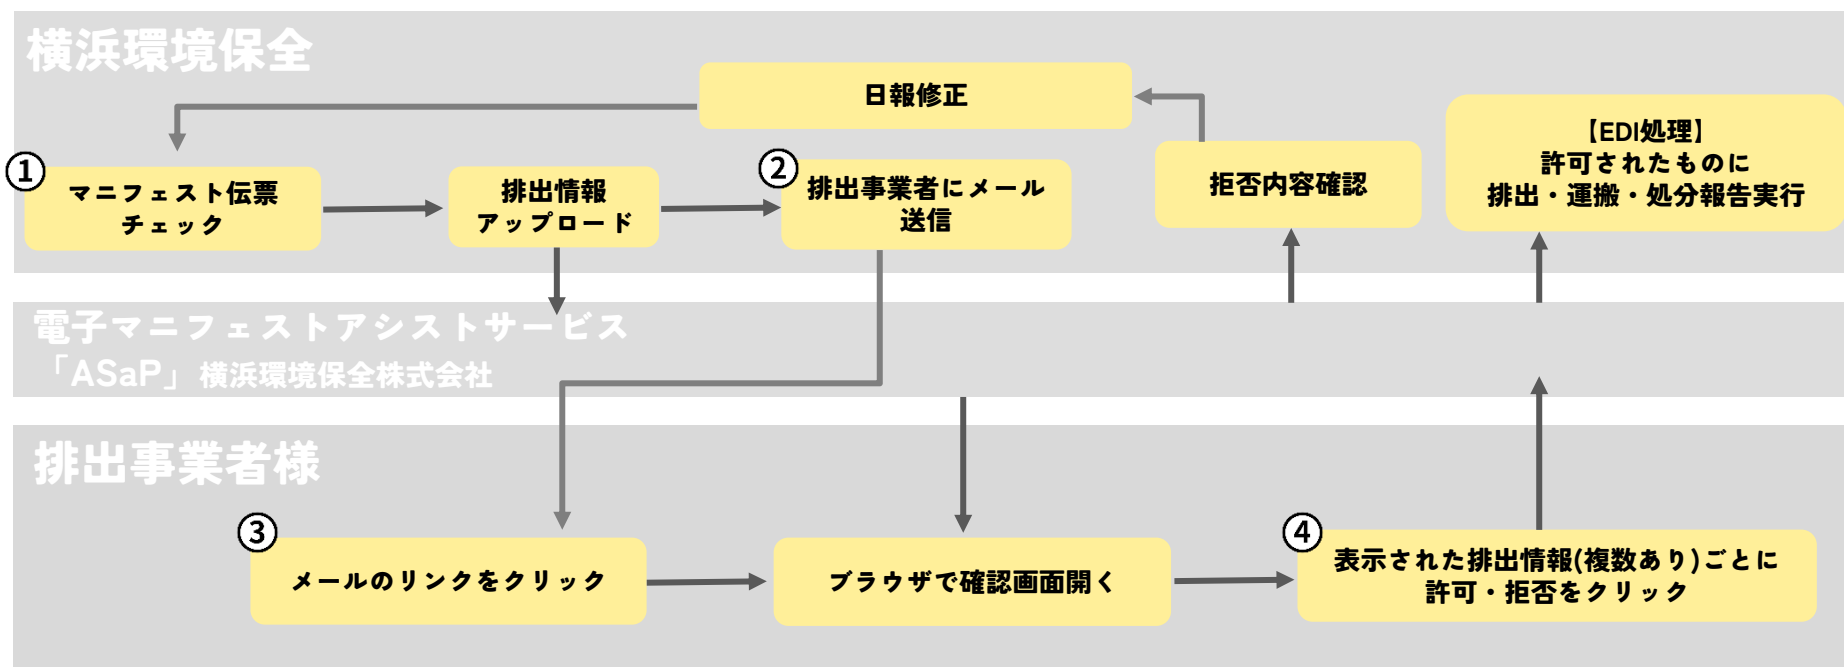 横浜環境保全
日報修正
【EDI処理】
許可されたものに
排出・運搬・処分報告実行
①
マニフェスト伝票
チェック
排出情報
アップロード
②
排出事業者にメール
送信
拒否内容確認
電子マニフェストアシストサービス
「ASaP」横浜環境保全株式会社
排出事業者様
③
メールのリンクをクリック
ブラウザで確認画面開く
④
表示された排出情報(複数あり)ごとに
許可・拒否をクリック